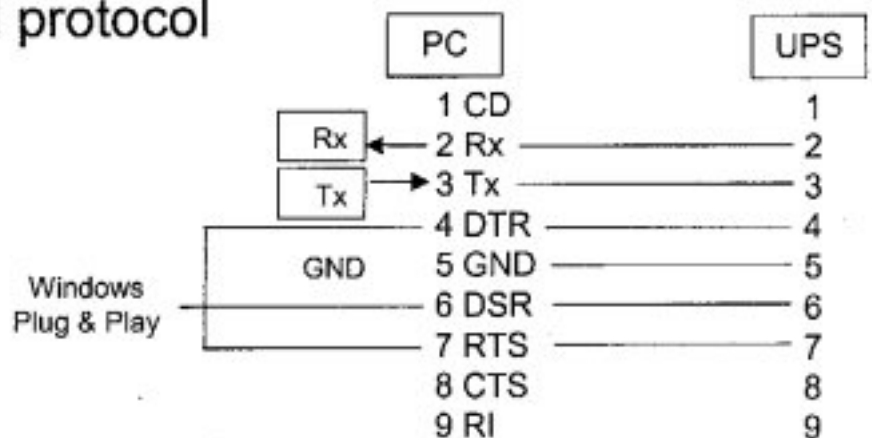 protocol
PC UPS
1 CD 1
Rx 2 Rx 2
Tx 3 Tx 3
4 DTR 4
GND 5 GND 5
Windows
Plug & Play
6 DSR 6
7 RTS 7
8 CTS 8
9 RI 9